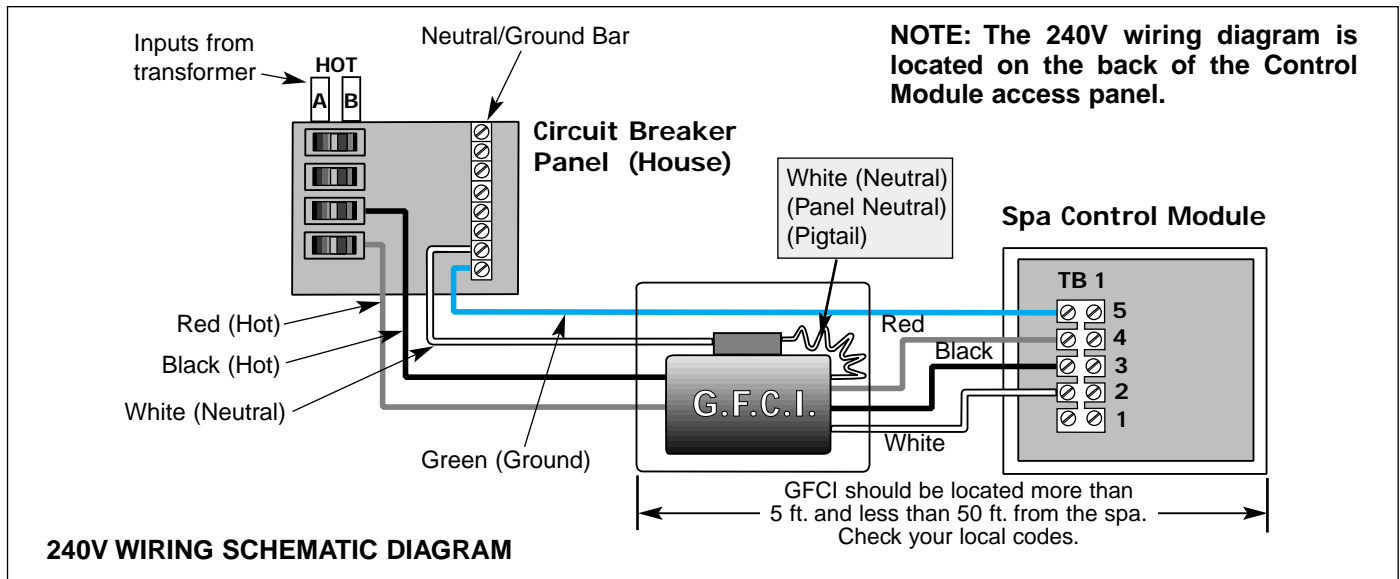 Inputs from
transformer
HOT
A B
Neutral/Ground Bar
NOTE: The 240V wiring diagram is
located on the back of the Control
Module access panel.
Circuit Breaker
Panel (House)
White (Neutral)
(Panel Neutral)
(Pigtail)
Spa Control Module
TB 1
5
4
3
2
1
Red (Hot)
Black (Hot)
White (Neutral)
Green (Ground)
Red
Black
G.F.C.I.
White
GFCI should be located more than
5 ft. and less than 50 ft. from the spa.
Check your local codes.
240V WIRING SCHEMATIC DIAGRAM